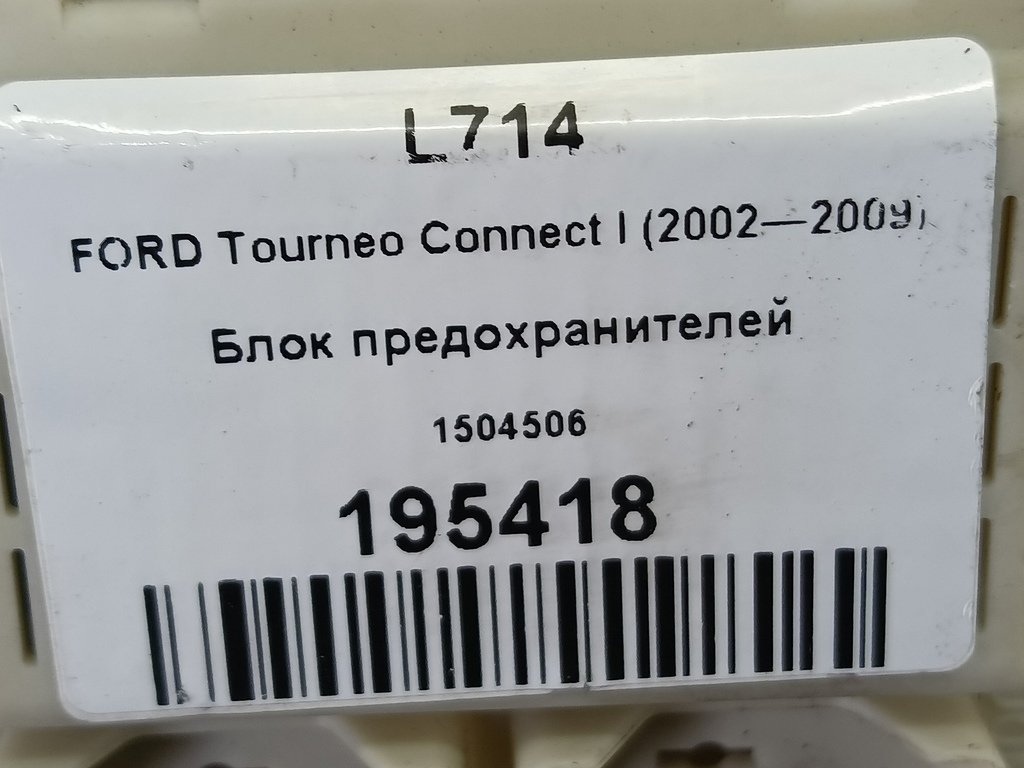 L714
FORD Tourneo Connect I (2002—2009)
Блок предохранителей
1504506
195418